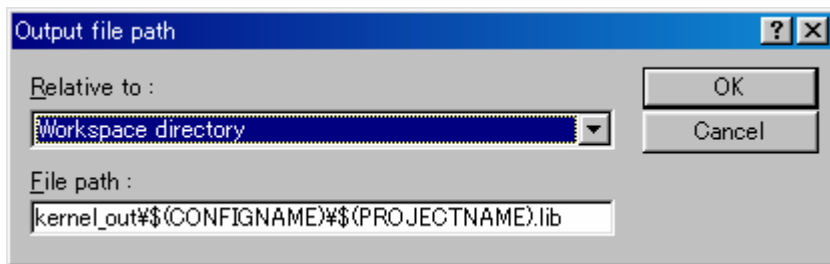 Output file path
Relative to :
OK
Workspace directory
Cancel
File path :
kernel_out¥$(CONFIGNAME)¥$(PROJECTNAME).lib